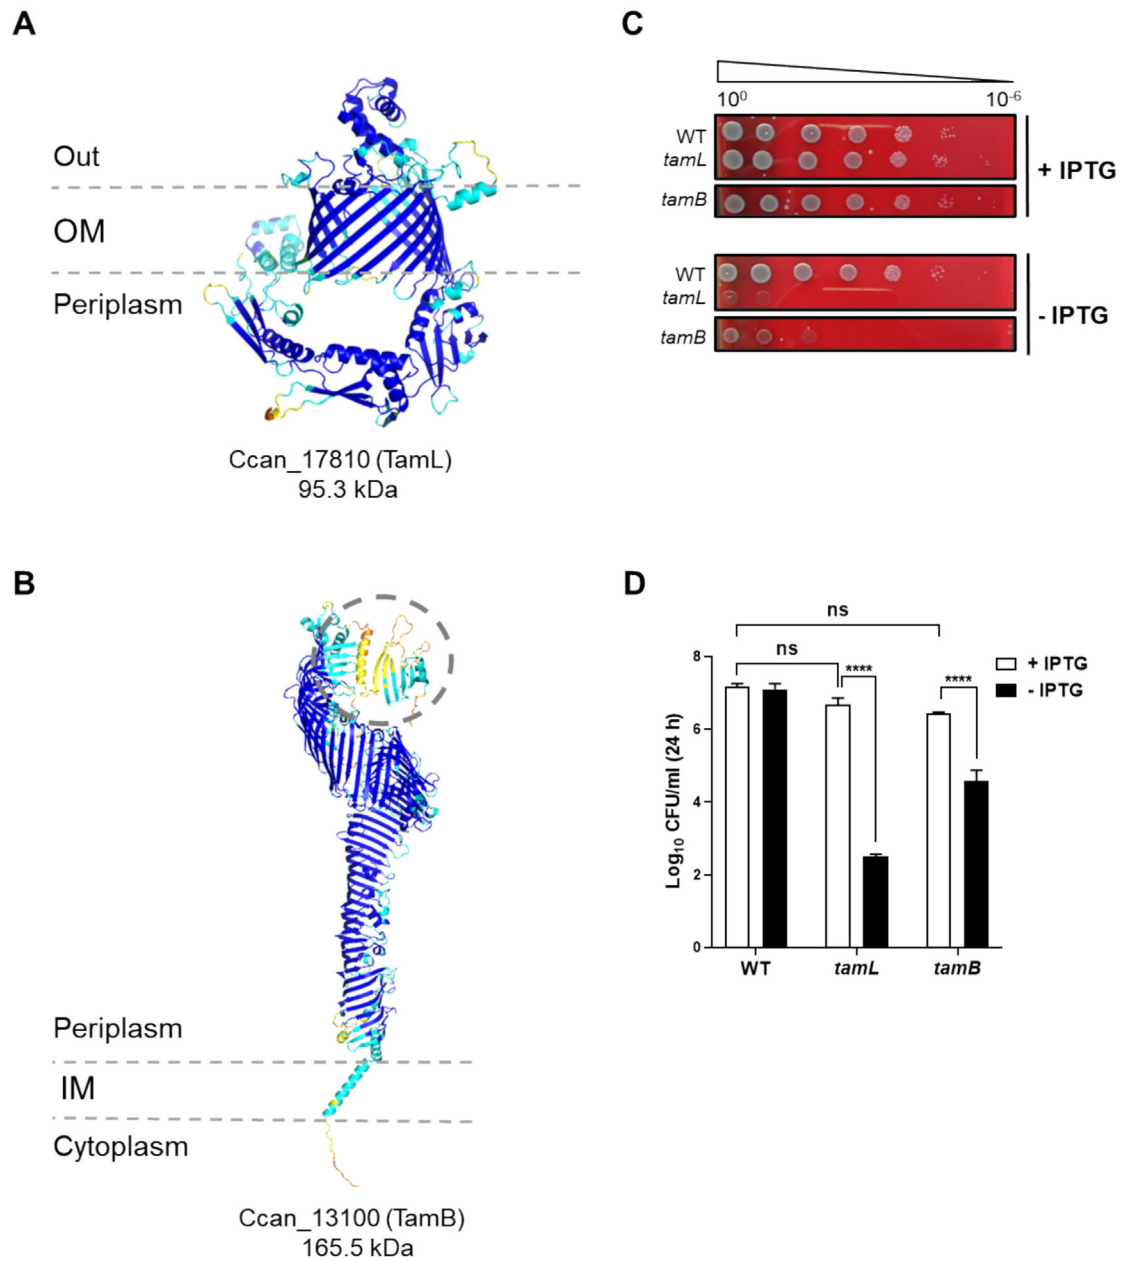 A
Out
OM
Periplasm
Ccan_17810 (TamL)
95.3 kDa
B
Periplasm
IM
Cytoplasm
Ccan_13100 (TamB)
165.5 kDa
C
10⁰ 10⁻⁶
WT
tamL
tamB
+ IPTG
WT
tamL
tamB
- IPTG
D
ns
ns
****
****
+ IPTG
- IPTG
Log₁₀ CFU/ml (24 h)
8
6
4
2
0
WT tamL tamB